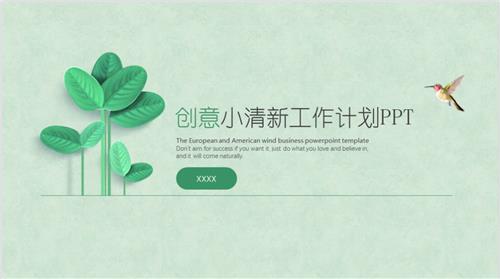 创意小清新工作计划PPT
The European and American wind business powerpoint template
Don't aim for success if you want it, just do what you love and believe in,
and it will come naturally.
XXXX